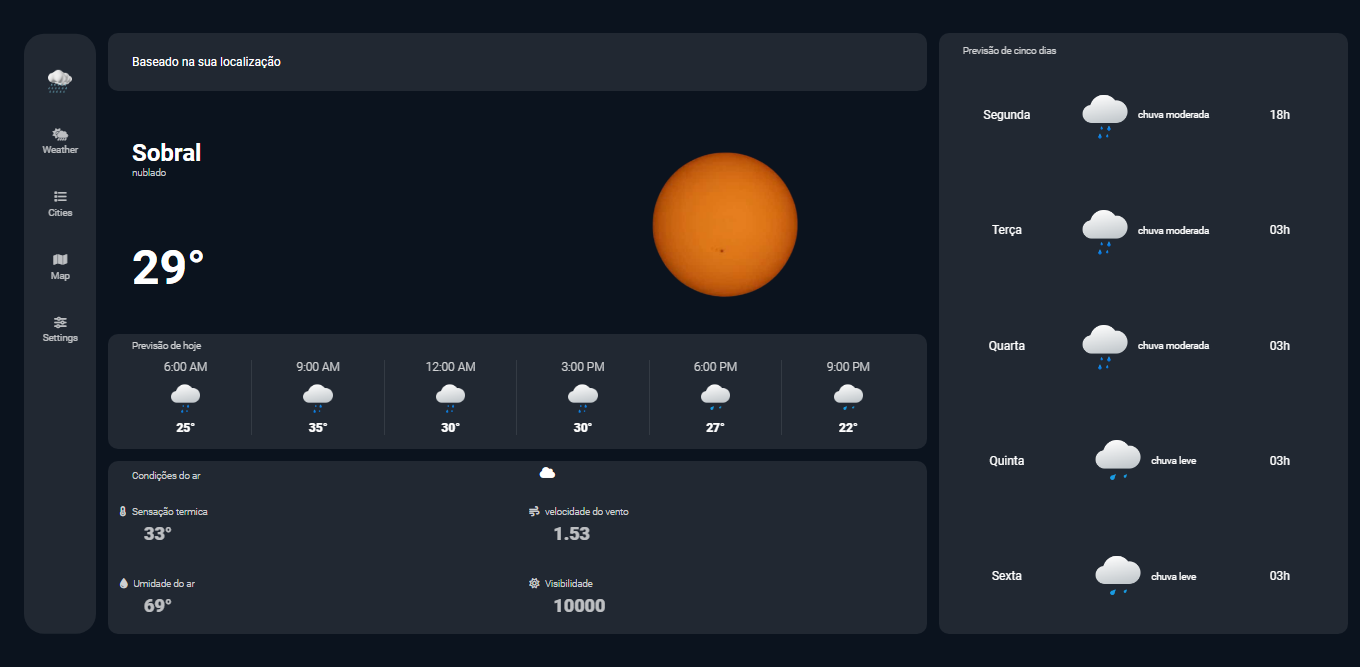 Weather
Cities
Map
Settings
Baseado na sua localização
Sobral
nublado
29°
Previsão de hoje
6:00 AM 9:00 AM 12:00 AM 3:00 PM 6:00 PM 9:00 PM
25° 35° 30° 30° 27° 22°
Condições do ar
Sensação termica velocidade do vento
33° 1.53
Umidade do ar Visibilidade
69° 10000
Previsão de cinco dias
Segunda chuva moderada 18h
Terça chuva moderada 03h
Quarta chuva moderada 03h
Quinta chuva leve 03h
Sexta chuva leve 03h